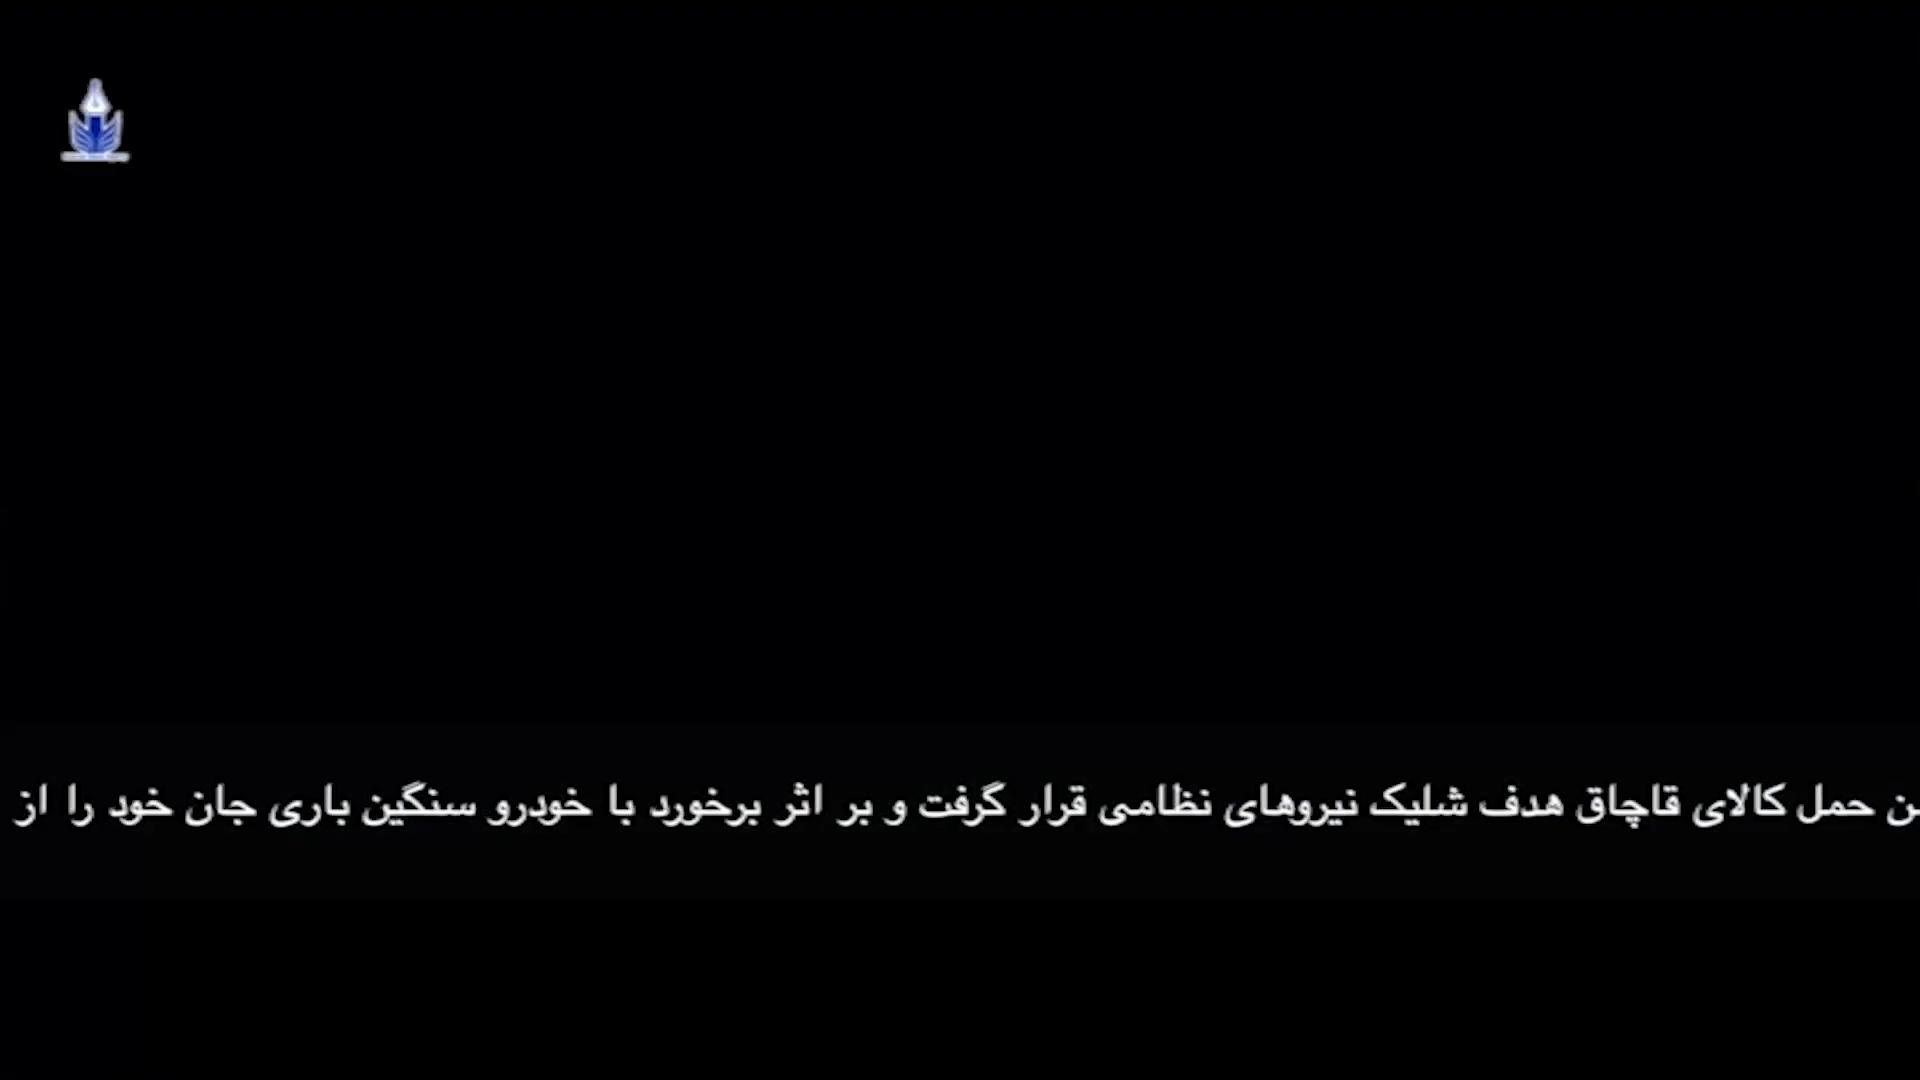 حمل کالای قاچاق هدف شلیک نیروهای نظامی قرار گرفت و بر اثر برخورد با خودرو سنگین باری جان خود را از